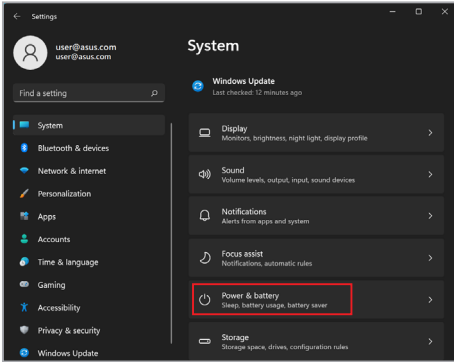 Settings
user@asus.com
user@asus.com
Find a setting
System
Bluetooth & devices
Network & internet
Personalization
Apps
Accounts
Time & language
Gaming
Accessibility
Privacy & security
Windows Update
System
Windows Update
Last checked: 12 minutes ago
Display
Monitors, brightness, night light, display profile
Sound
Volume levels, output, input, sound devices
Notifications
Alerts from apps and system
Focus assist
Notifications, automatic rules
Power & battery
Sleep, battery usage, battery saver
Storage
Storage space, drives, configuration rules